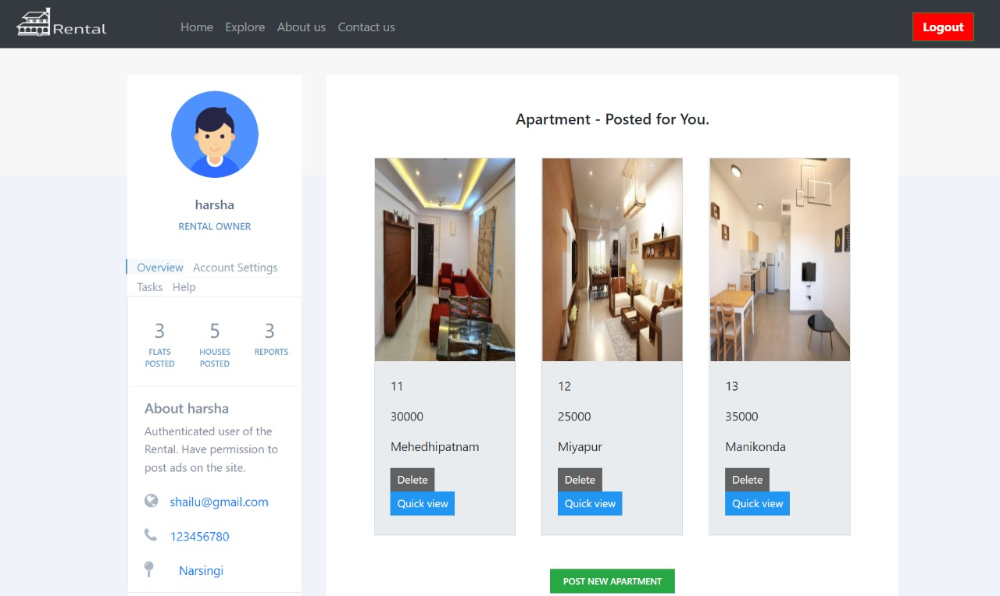 Rental
Home Explore About us Contact us
Logout
harsha
RENTAL OWNER
Overview Account Settings
Tasks Help
3 5 3
FLATS HOUSES REPORTS
POSTED POSTED
About harsha
Authenticated user of the
Rental. Have permission to
post ads on the site.
shailu@gmail.com
123456780
Narsingi
Apartment - Posted for You.
11
30000
Mehedhipatnam
Delete
Quick view
12
25000
Miyapur
Delete
Quick view
13
35000
Manikonda
Delete
Quick view
POST NEW APARTMENT